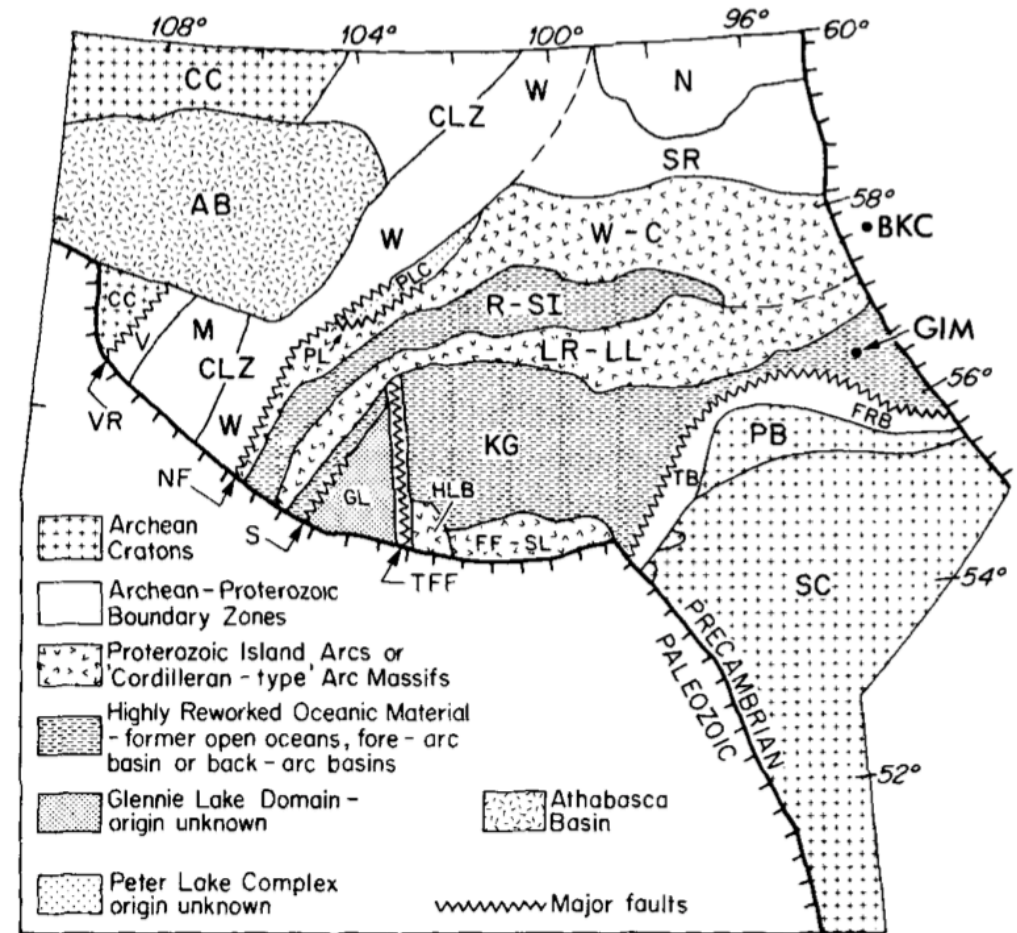 108°
104°
100°
96°
60°
CC
CLZ
W
N
SR
58°
BKC
AB
W
W-C
PLC
R-SI
CC
V
M
PL
LR-LL
GIM
CLZ
56°
VR
W
KG
FRB
PB
NF
GL
HLB
TB
S
FF-SL
TFF
SC
54°
PRECAMBRIAN
PALEOZOIC
52°
Archean
Cratons
Archean-Proterozoic
Boundary Zones
Proterozoic Island Arcs or
'Cordilleran-type' Arc Massifs
Highly Reworked Oceanic Material
-former open oceans, fore-arc
basin or back-arc basins
Glennie Lake Domain-
origin unknown
Athabasca
Basin
Peter Lake Complex
origin unknown
Major faults